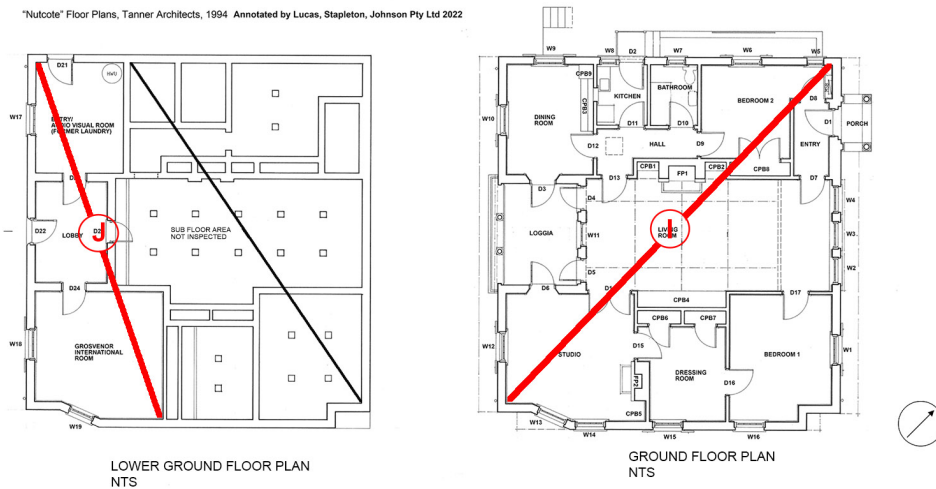 "Nutcote" Floor Plans, Tanner Architects, 1994 Annotated by Lucas, Stapleton, Johnson Pty Ltd 2022
D21
HWU
W17
ENTRY/
AUDIO VISUAL ROOM
(FORMER LAUNDRY)
D22
LOBBY
J
SUB FLOOR AREA
NOT INSPECTED
D24
W18
GROSVENOR
INTERNATIONAL
ROOM
W19
LOWER GROUND FLOOR PLAN
NTS
W9
W8
D2
W7
W6
W5
CPB9
CPB3
KITCHEN
BATHROOM
BEDROOM 2
D8
D1
PORCH
W10
DINING
ROOM
D11
D10
D12
HALL
D9
ENTRY
D13
CPB1
FP1
CPB2
CPB8
D7
D3
D4
W4
LOGGIA
W11
I
LIVING
ROOM
W3
D5
W2
D6
D17
CPB4
CPB6
CPB7
W12
STUDIO
D15
DRESSING
ROOM
BEDROOM 1
W1
FP2
D16
CPB5
W13
W14
W15
W16
GROUND FLOOR PLAN
NTS